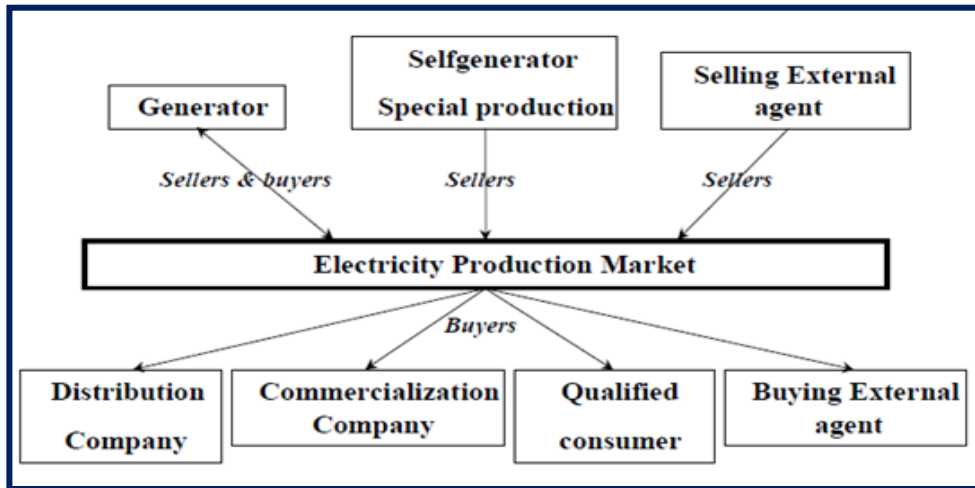 Selfgenerator
Special production
Generator
Selling External
agent
Sellers & buyers
Sellers
Sellers
Electricity Production Market
Buyers
Distribution
Company
Commercialization
Company
Qualified
consumer
Buying External
agent